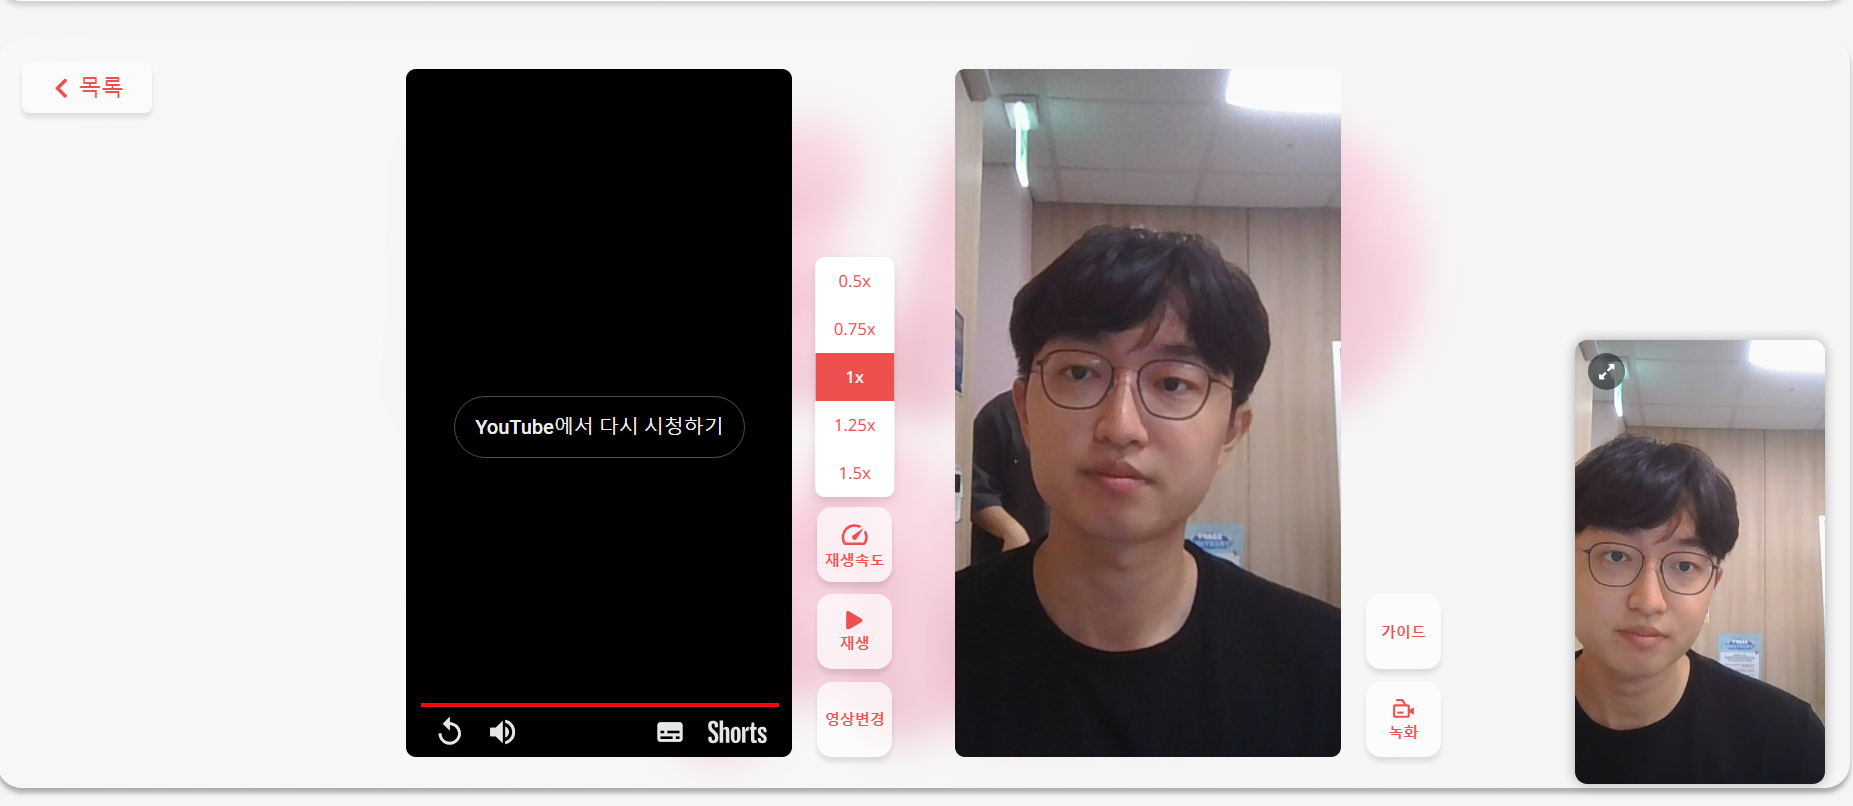 목록
YouTube에서 다시 시청하기
Shorts
0.5x
0.75x
1x
1.25x
1.5x
재생속도
재생
영상변경
가이드
녹화